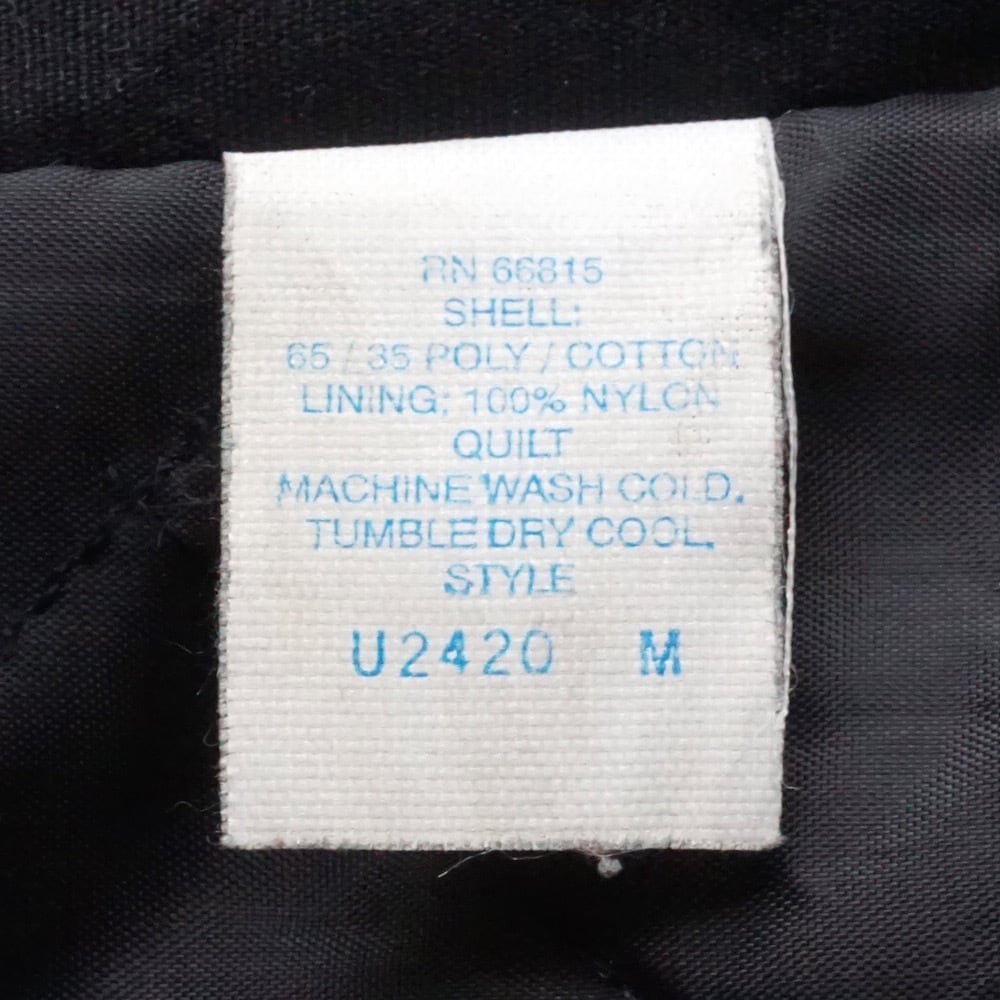 RN 66815
SHELL:
65 / 35 POLY / COTTON
LINING: 100% NYLON
QUILT
MACHINE WASH COLD.
TUMBLE DRY COOL.
STYLE
U2420 M